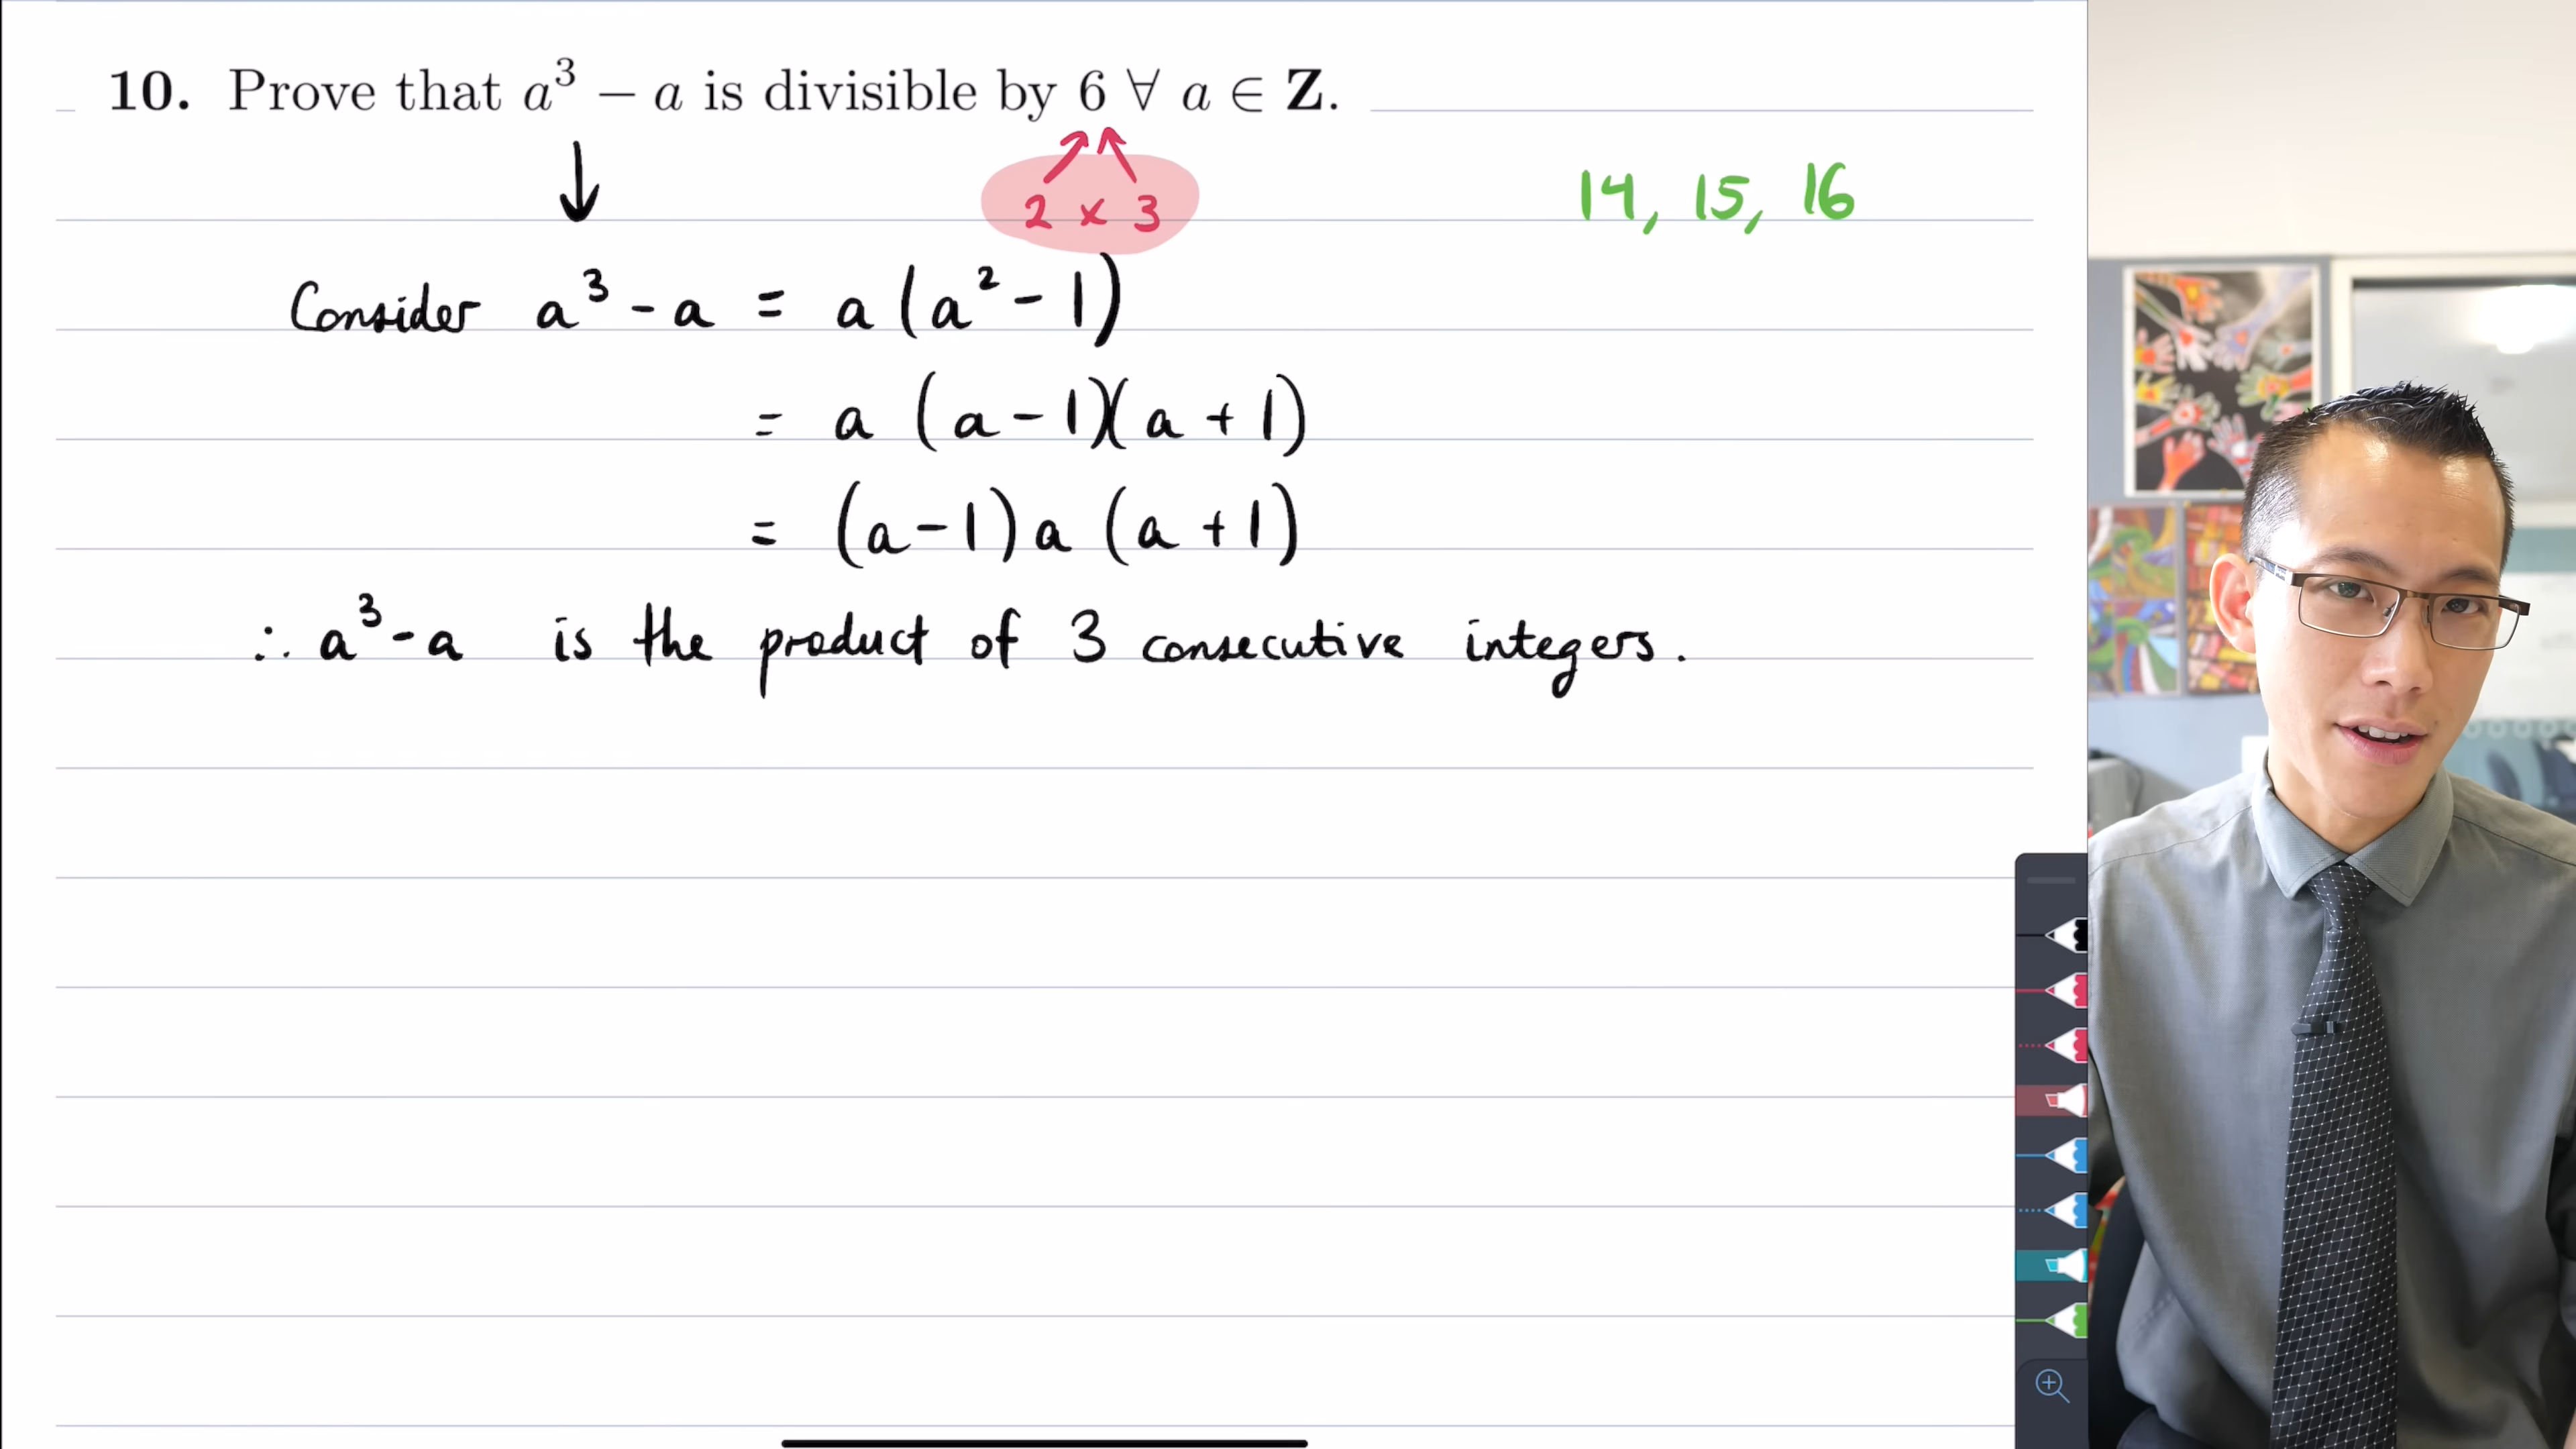 10. Prove that a³ − a is divisible by 6 ∀ a ∈ Z.
2 × 3
14, 15, 16
Consider a³ - a = a (a² - 1)
= a (a - 1)(a + 1)
= (a - 1) a (a + 1)
∴ a³ - a is the product of 3 consecutive integers.